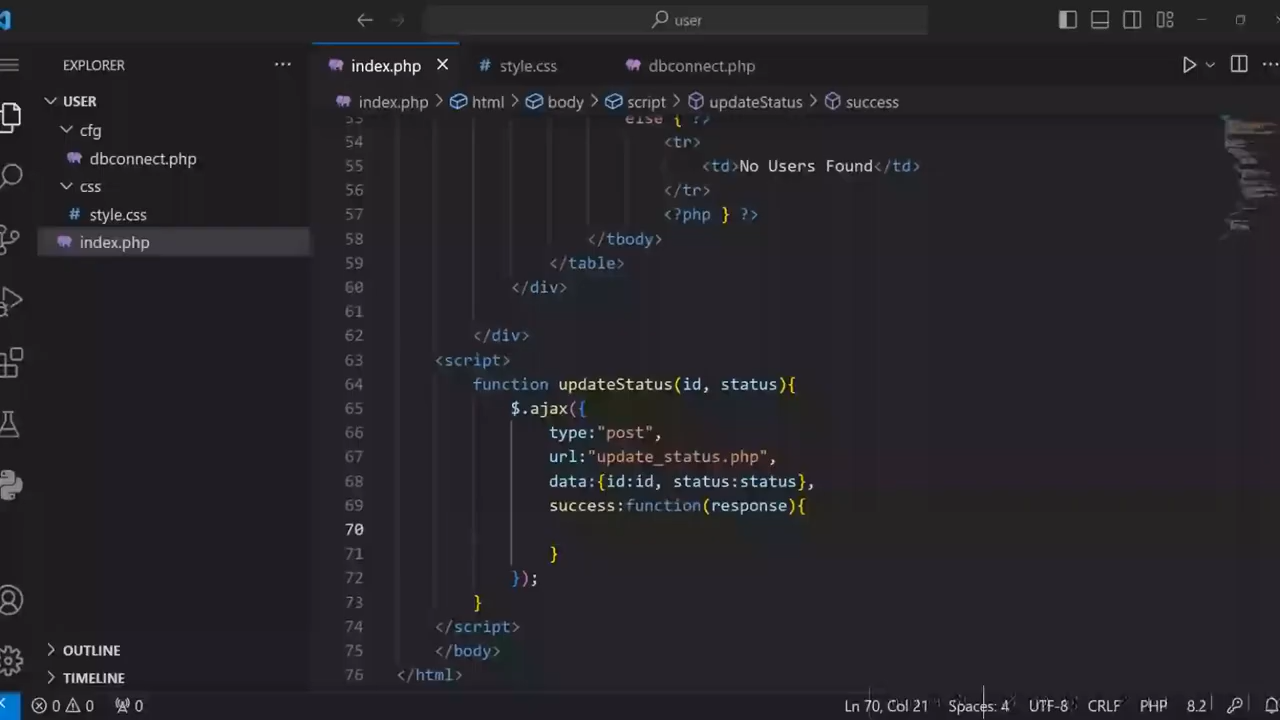 user
EXPLORER
index.php
style.css
dbconnect.php
USER
cfg
dbconnect.php
css
style.css
index.php
index.php > html > body > script > updateStatus > success
53 else { ?>
54 <tr>
55 <td>No Users Found</td>
56 </tr>
57 <?php } ?>
58 </tbody>
59 </table>
60 </div>
61
62 </div>
63 <script>
64 function updateStatus(id, status){
65 $.ajax({
66 type:"post",
67 url:"update_status.php",
68 data:{id:id, status:status},
69 success:function(response){
70
71 }
72 });
73 }
74 </script>
75 </body>
76 </html>
OUTLINE
TIMELINE
0 0 0 Ln 70, Col 21 Spaces: 4 UTF-8 CRLF PHP 8.2